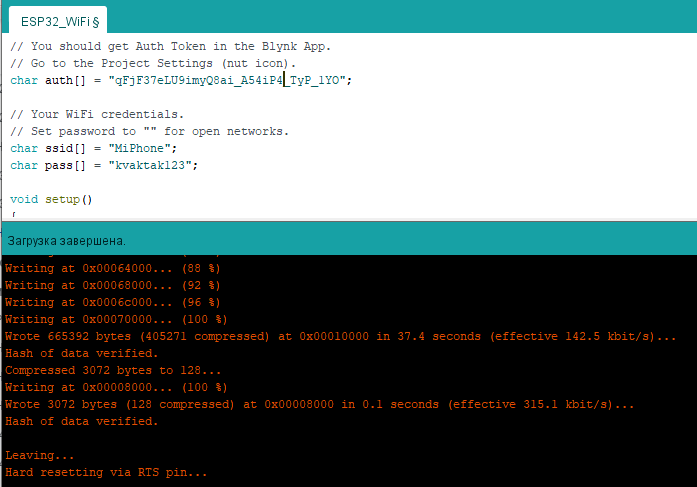 ESP32_WiFi §
// You should get Auth Token in the Blynk App.
// Go to the Project Settings (nut icon).
char auth[] = "qFjF37eLU9imyQ8ai_A54iP4_TyP_lYO";
// Your WiFi credentials.
// Set password to "" for open networks.
char ssid[] = "MiPhone";
char pass[] = "kvaktak123";
void setup()
{
Загрузка завершена.
Writing at 0x00064000... (88 %)
Writing at 0x00068000... (92 %)
Writing at 0x0006c000... (96 %)
Writing at 0x00070000... (100 %)
Wrote 665392 bytes (405271 compressed) at 0x00010000 in 37.4 seconds (effective 142.5 kbit/s)...
Hash of data verified.
Compressed 3072 bytes to 128...
Writing at 0x00008000... (100 %)
Wrote 3072 bytes (128 compressed) at 0x00008000 in 0.1 seconds (effective 315.1 kbit/s)...
Hash of data verified.
Leaving...
Hard resetting via RTS pin...